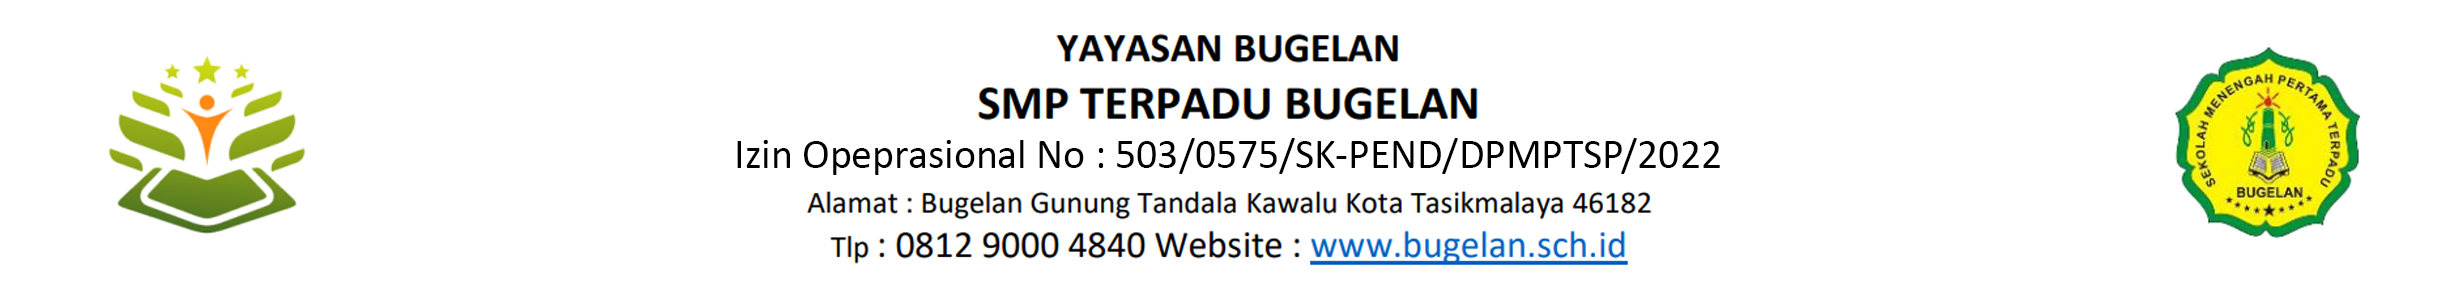 YAYASAN BUGELAN
SMP TERPADU BUGELAN
Izin Opeprasional No : 503/0575/SK-PEND/DPMPTSP/2022
Alamat : Bugelan Gunung Tandala Kawalu Kota Tasikmalaya 46182
Tlp : 0812 9000 4840 Website : www.bugelan.sch.id
SEKOLAH MENENGAH PERTAMA TERPADU
BUGELAN